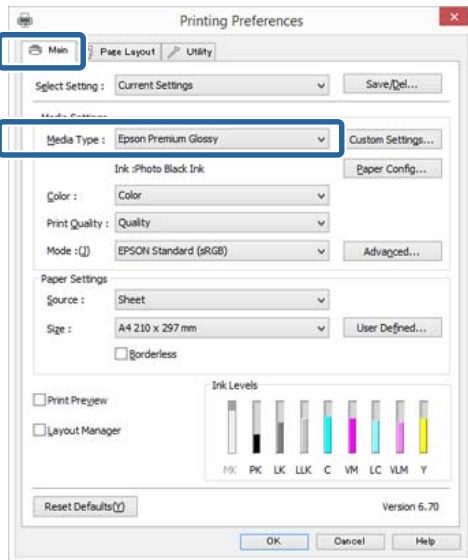 Printing Preferences
Main Page Layout Utility
Select Setting : Current Settings Save/Del...
Media Settings
Media Type : Epson Premium Glossy Custom Settings...
Ink :Photo Black Ink Paper Config...
Color : Color
Print Quality : Quality
Mode :(J) EPSON Standard (sRGB) Advanced...
Paper Settings
Source : Sheet
Size : A4 210 x 297 mm User Defined...
Borderless
Ink Levels
Print Preview
Layout Manager
MK PK LK LLK C VM LC VLM Y
Reset Defaults(Y) Version 6.70
OK Cancel Help